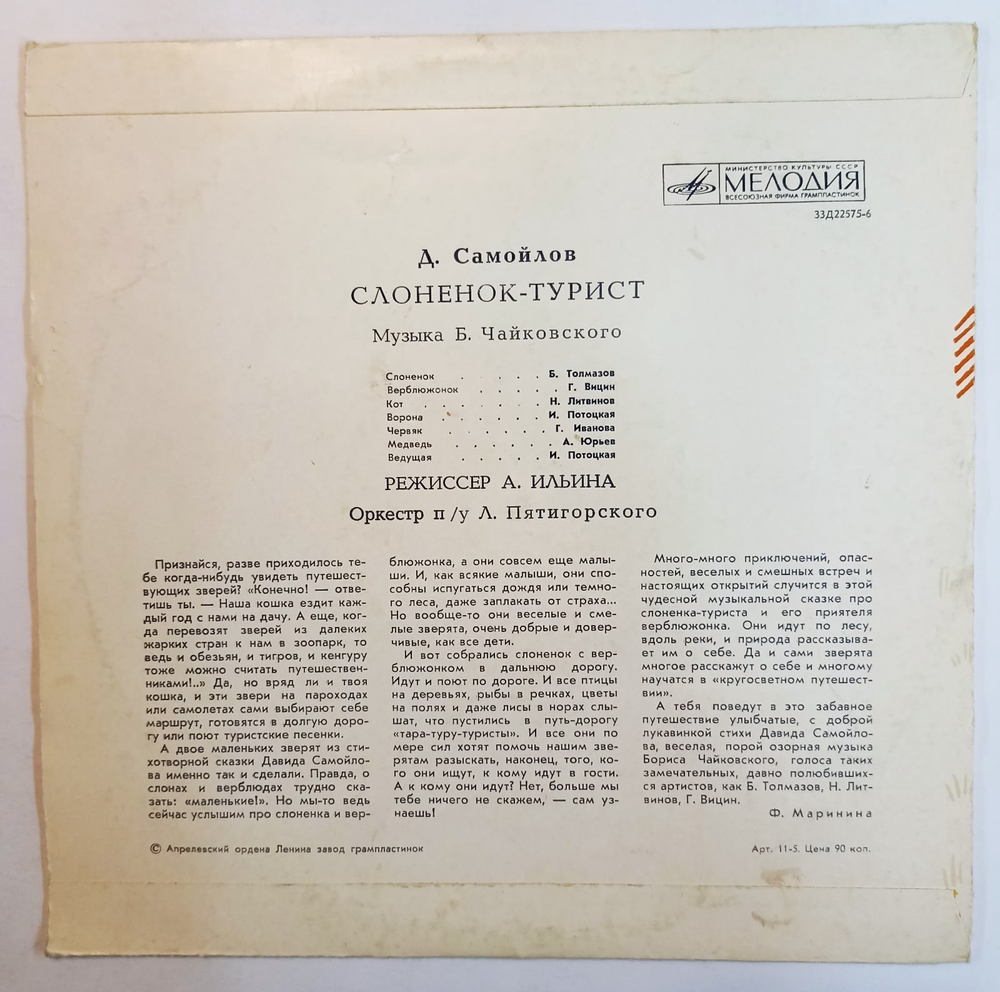 МИНИСТЕРСТВО КУЛЬТУРЫ СССР
МЕЛОДИЯ
ВСЕСОЮЗНАЯ ФИРМА ГРАМПЛАСТИНОК
33Д22575-6
Д. Самойлов
СЛОНЕНОК-ТУРИСТ
Музыка Б. Чайковского
Слоненок . . . . . Б. Толмазов
Верблюжонок . . . . . Г. Вицин
Кот . . . . . . . Н. Литвинов
Ворона . . . . . . И. Потоцкая
Червяк . . . . . . Г. Иванова
Медведь . . . . . . А. Юрьев
Ведущая . . . . . И. Потоцкая
РЕЖИССЕР А. ИЛЬИНА
Оркестр п/у Л. Пятигорского
Признайся, разве приходилось те-
бе когда-нибудь увидеть путешест-
вующих зверей? «Конечно! — отве-
тишь ты. — Наша кошка ездит каж-
дый год с нами на дачу. А еще, ког-
да перевозят зверей из далеких
жарких стран к нам в зоопарк, то
ведь и обезьян, и тигров, и кенгуру
тоже можно считать путешествен-
никами!..» Да, но вряд ли и твоя
кошка, и эти звери на пароходах
или самолетах сами выбирают себе
маршрут, готовятся в долгую доро-
гу или поют туристские песенки.
А двое маленьких зверят из сти-
хотворной сказки Давида Самойло-
ва именно так и сделали. Правда, о
слонах и верблюдах трудно ска-
зать: «маленькие!». Но мы-то ведь
сейчас услышим про слоненка и вер-
блюжонка, а они совсем еще малы-
ши. И, как всякие малыши, они спо-
собны испугаться дождя или темно-
го леса, даже заплакать от страха...
Но вообще-то они веселые и сме-
лые зверята, очень добрые и довер-
чивые, как все дети.
И вот собрались слоненок с вер-
блюжонком в дальнюю дорогу.
Идут и поют по дороге. И все птицы
на деревьях, рыбы в речках, цветы
на полях и даже лисы в норах слы-
шат, что пустились в путь-дорогу
«тара-туру-туристы». И все они по
мере сил хотят помочь нашим зве-
рятам разыскать, наконец, того, ко-
го они ищут, к кому идут в гости.
А к кому они идут? Нет, больше мы
тебе ничего не скажем, — сам уз-
наешь!
Много-много приключений, опас-
ностей, веселых и смешных встреч и
настоящих открытий случится в этой
чудесной музыкальной сказке про
слоненка-туриста и его приятеля
верблюжонка. Они идут по лесу,
вдоль реки, и природа рассказыва-
ет им о себе. Да и сами зверята
многое расскажут о себе и многому
научатся в «кругосветном путешест-
вии».
А тебя поведут в это забавное
путешествие улыбчатые, с доброй
лукавинкой стихи Давида Самойло-
ва, веселая, порой озорная музыка
Бориса Чайковского, голоса таких
замечательных, давно полюбивших-
ся артистов, как Б. Толмазов, Н. Лит-
винов, Г. Вицин.
Ф. Маринина
© Апрелевский ордена Ленина завод грампластинок
Арт. 11-5. Цена 90 коп.